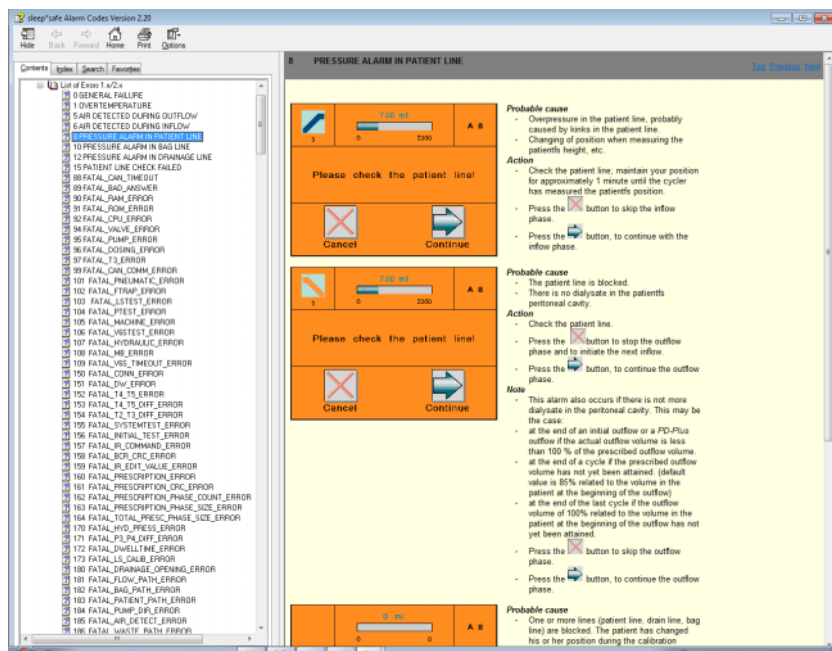 sleep*safe Alarm Codes Version 2.20
Hide Back Forward Home Print Options
Contents Index Search Favorites
List of Errors 1.x/2.x
0 GENERAL FAILURE
1 OVERTEMPERATURE
5 AIR DETECTED DURING OUTFLOW
6 AIR DETECTED DURING INFLOW
8 PRESSURE ALARM IN PATIENT LINE
10 PRESSURE ALARM IN BAG LINE
12 PRESSURE ALARM IN DRAINAGE LINE
15 PATIENT LINE CHECK FAILED
88 FATAL_CAN_TIMEOUT
89 FATAL_BAD_ANSWER
90 FATAL_RAM_ERROR
91 FATAL_ROM_ERROR
92 FATAL_CPU_ERROR
94 FATAL_VALVE_ERROR
95 FATAL_PUMP_ERROR
96 FATAL_DOSING_ERROR
97 FATAL_T3_ERROR
99 FATAL_CAN_COMM_ERROR
101 FATAL_PNEUMATIC_ERROR
102 FATAL_FTRAP_ERROR
103 FATAL_LSTEST_ERROR
104 FATAL_PTEST_ERROR
105 FATAL_MACHINE_ERROR
106 FATAL_V6STEST_ERROR
107 FATAL_HYDRAULIC_ERROR
108 FATAL_MB_ERROR
109 FATAL_V6S_TIMEOUT_ERROR
150 FATAL_CONN_ERROR
151 FATAL_DW_ERROR
152 FATAL_T4_T5_ERROR
153 FATAL_T4_T5_DIFF_ERROR
154 FATAL_T2_T3_DIFF_ERROR
155 FATAL_SYSTEMTEST_ERROR
156 FATAL_INITIAL_TEST_ERROR
157 FATAL_IR_COMMAND_ERROR
158 FATAL_BCR_CRC_ERROR
159 FATAL_IR_EDIT_VALUE_ERROR
160 FATAL_PRESCRIPTION_ERROR
161 FATAL_PRESCRIPTION_CRC_ERROR
162 FATAL_PRESCRIPTION_PHASE_COUNT_ERROR
163 FATAL_PRESCRIPTION_PHASE_SIZE_ERROR
164 FATAL_TOTAL_PRESC_PHASE_SIZE_ERROR
170 FATAL_HYD_PRESS_ERROR
171 FATAL_P3_P4_DIFF_ERROR
172 FATAL_DWELLTIME_ERROR
173 FATAL_LS_CALIB_ERROR
180 FATAL_DRAINAGE_OPENING_ERROR
181 FATAL_FLOW_PATH_ERROR
182 FATAL_BAG_PATH_ERROR
183 FATAL_PATIENT_PATH_ERROR
184 FATAL_PUMP_DIR_ERROR
185 FATAL_AIR_DETECT_ERROR
186 FATAL_WASTE_PATH_ERROR
8 PRESSURE ALARM IN PATIENT LINE
Top Previous Next
730 ml
A 8
3 0 2300
Please check the patient line!
Cancel Continue
Probable cause
- Overpressure in the patient line, probably
caused by kinks in the patient line.
- Changing of position when measuring the
patientfs height, etc.
Action
- Check the patient line; maintain your position
for approximately 1 minute until the cycler
has measured the patientfs position.
- Press the button to skip the inflow
phase.
- Press the button, to continue with the
inflow phase.
730 ml
A 8
3 0 2300
Please check the patient line!
Cancel Continue
Probable cause
- The patient line is blocked.
- There is no dialysate in the patientfs
peritoneal cavity.
Action
- Check the patient line.
- Press the button to stop the outflow
phase and to initiate the next inflow.
- Press the button, to continue the outflow
phase.
Note
- This alarm also occurs if there is not more
dialysate in the peritoneal cavity. This may be
the case:
- at the end of an initial outflow or a PD-Plus
outflow if the actual outflow volume is less
than 100 % of the prescribed outflow volume.
- at the end of a cycle if the prescribed outflow
volume has not yet been attained. (default
value is 85% related to the volume in the
patient at the beginning of the outflow)
- at the end of the last cycle if the outflow
volume of 100% related to the volume in the
patient at the beginning of the outflow has not
yet been attained.
- Press the button to skip the outflow
phase.
- Press the button, to continue the outflow
phase.
0 ml
A 8
0 0
Probable cause
- One or more lines (patient line, drain line, bag
line) are blocked. The patient has changed
his or her position during the calibration